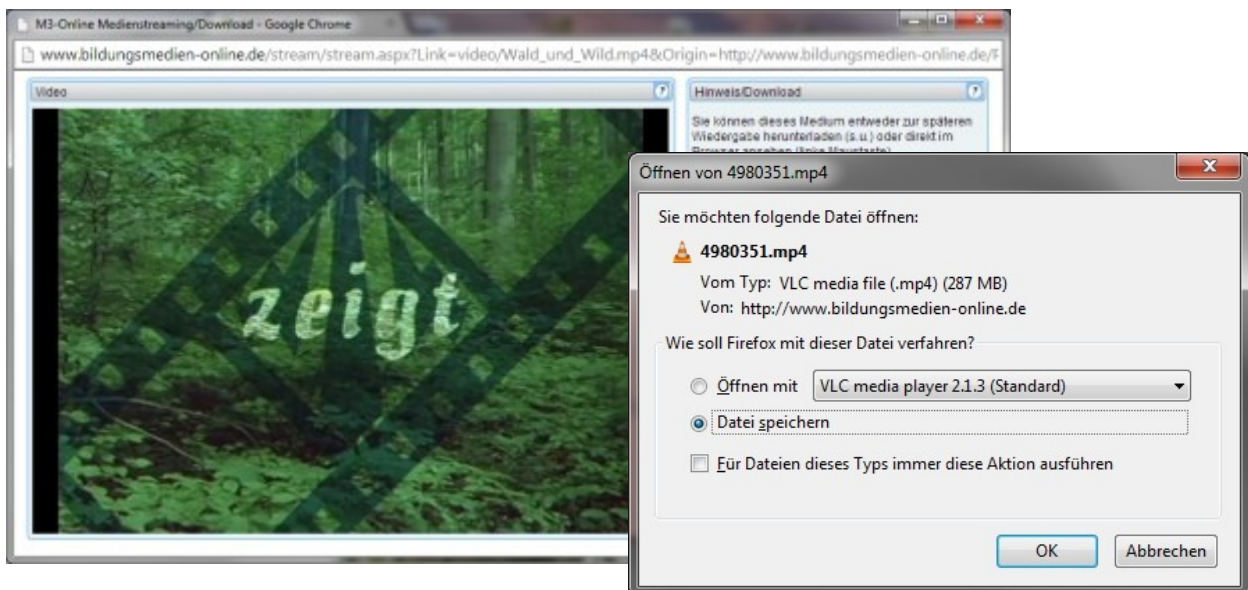 M3-Online Medienstreaming/Download - Google Chrome
www.bildungsmedien-online.de/stream/stream.aspx?Link=video/Wald_und_Wild.mp4&Origin=http://www.bildungsmedien-online.de/F
Video
?
zeigt
Hinweis/Download
?
Sie können dieses Medium entweder zur späteren
Wiedergabe herunterladen (s.u.) oder direkt im
Browser ansehen (linke Maustaste)
Öffnen von 4980351.mp4
Sie möchten folgende Datei öffnen:
4980351.mp4
Vom Typ: VLC media file (.mp4) (287 MB)
Von: http://www.bildungsmedien-online.de
Wie soll Firefox mit dieser Datei verfahren?
Öffnen mit VLC media player 2.1.3 (Standard)
Datei speichern
Für Dateien dieses Typs immer diese Aktion ausführen
OK Abbrechen